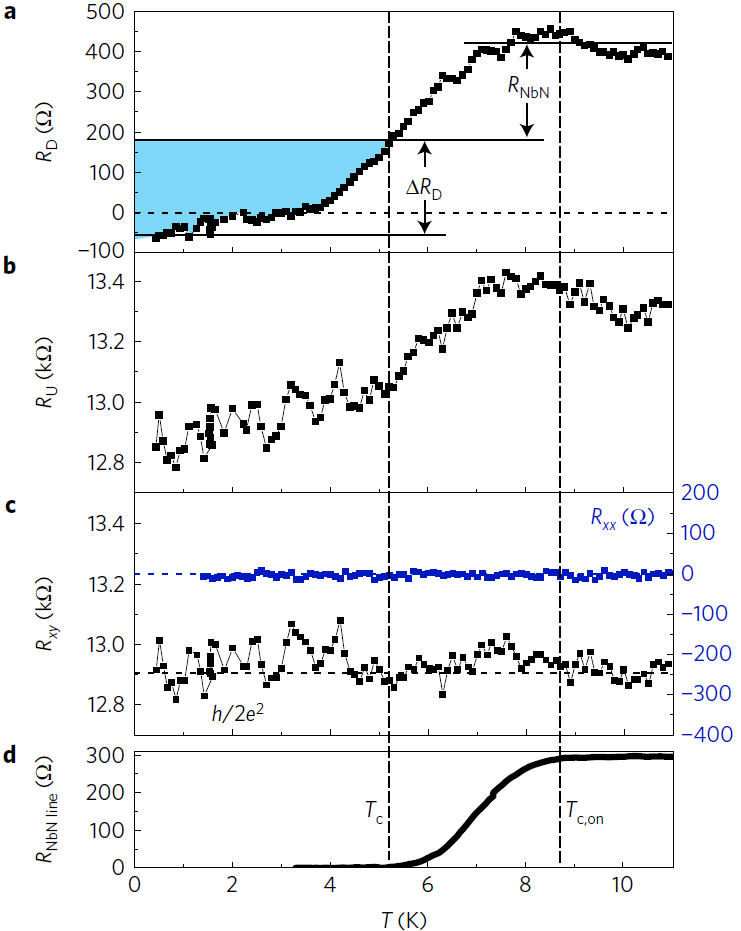 a
500
400
300
200
100
0
−100
R_D (Ω)
R_NbN
ΔR_D
b
13.4
13.2
13.0
12.8
R_U (kΩ)
c
13.4
13.2
13.0
12.8
R_xy (kΩ)
200
100
0
−100
−200
−300
−400
R_xx (Ω)
h/2e²
d
300
200
100
0
R_NbN line (Ω)
T_c
T_c,on
0 2 4 6 8 10
T (K)